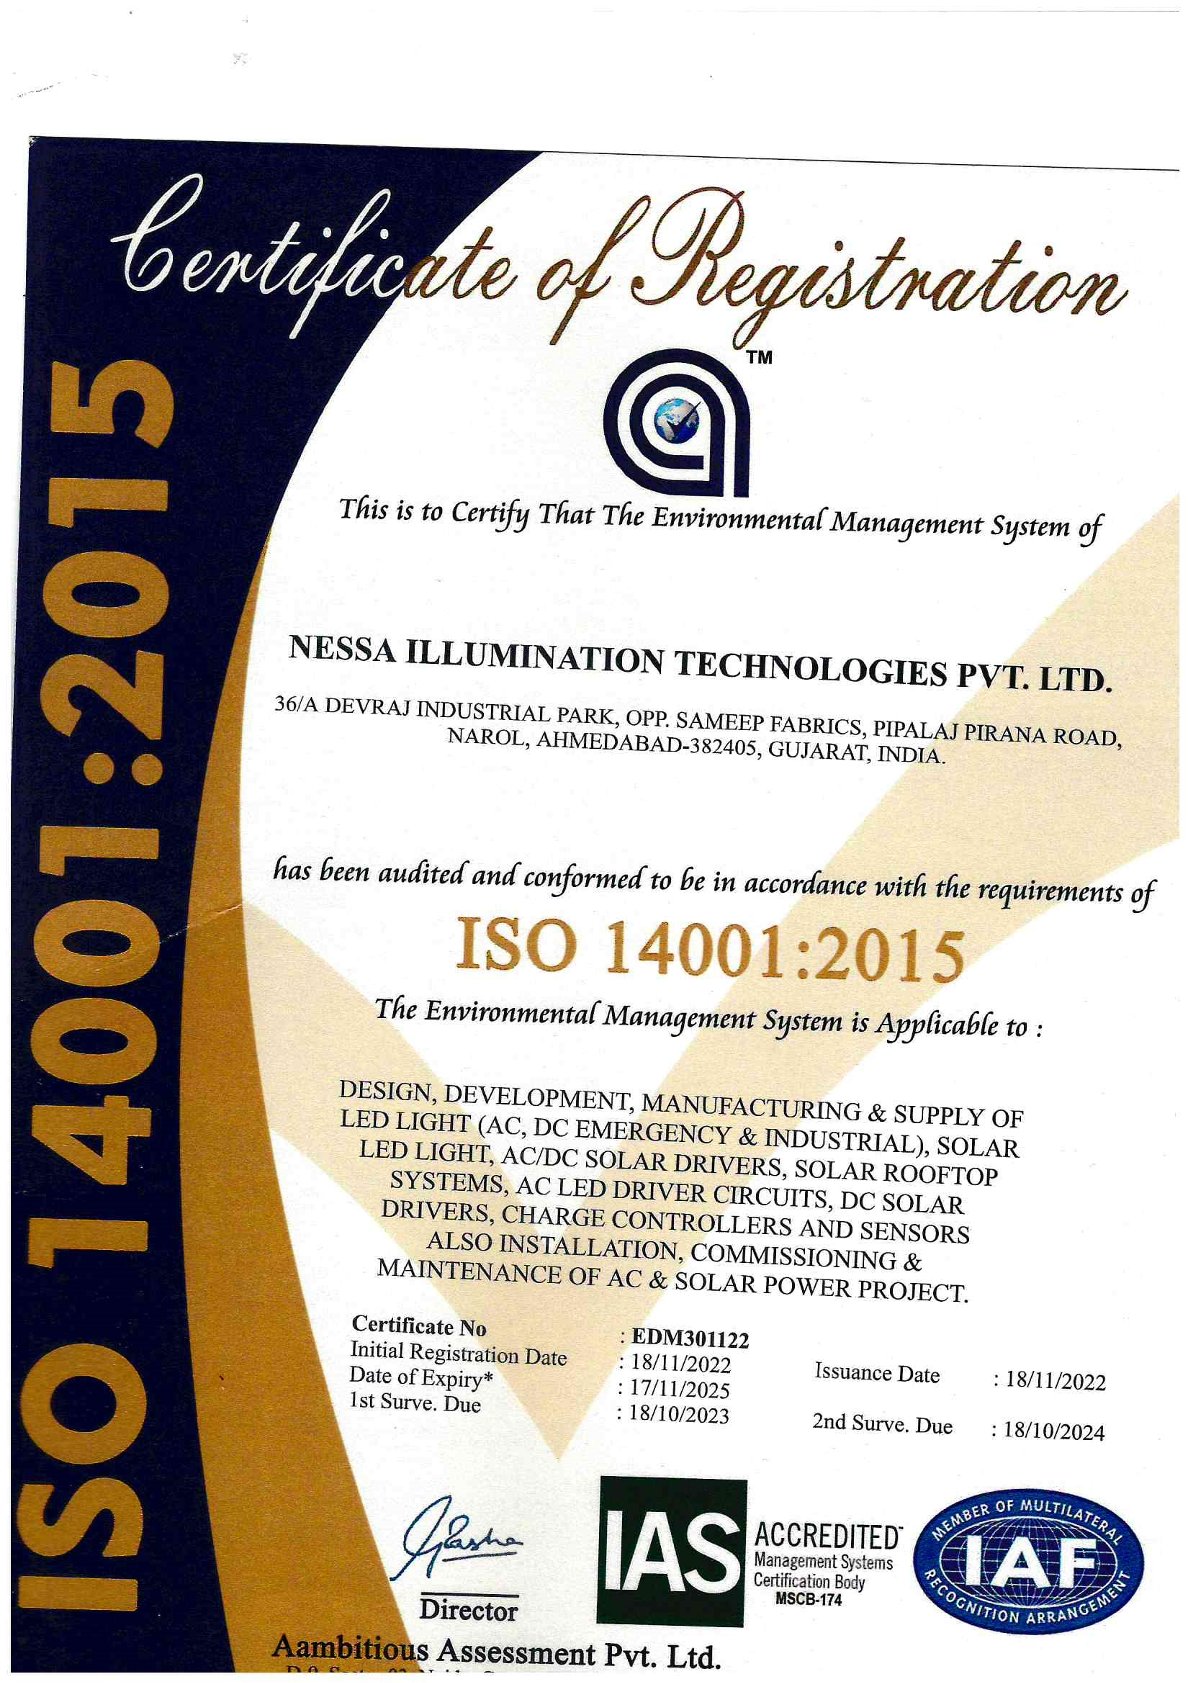 Certificate of Registration
TM
This is to Certify That The Environmental Management System of
NESSA ILLUMINATION TECHNOLOGIES PVT. LTD.
36/A DEVRAJ INDUSTRIAL PARK, OPP. SAMEEP FABRICS, PIPALAJ PIRANA ROAD,
NAROL, AHMEDABAD-382405, GUJARAT, INDIA.
has been audited and conformed to be in accordance with the requirements of
ISO 14001:2015
The Environmental Management System is Applicable to :
DESIGN, DEVELOPMENT, MANUFACTURING & SUPPLY OF
LED LIGHT (AC, DC EMERGENCY & INDUSTRIAL), SOLAR
LED LIGHT, AC/DC SOLAR DRIVERS, SOLAR ROOFTOP
SYSTEMS, AC LED DRIVER CIRCUITS, DC SOLAR
DRIVERS, CHARGE CONTROLLERS AND SENSORS
ALSO INSTALLATION, COMMISSIONING &
MAINTENANCE OF AC & SOLAR POWER PROJECT.
Certificate No : EDM301122
Initial Registration Date : 18/11/2022 Issuance Date : 18/11/2022
Date of Expiry* : 17/11/2025
1st Surve. Due : 18/10/2023 2nd Surve. Due : 18/10/2024
Director
Aambitious Assessment Pvt. Ltd.
IAS
ACCREDITED
Management Systems
Certification Body
MSCB-174
MEMBER OF MULTILATERAL
IAF
RECOGNITION ARRANGEMENT
ISO 14001:2015